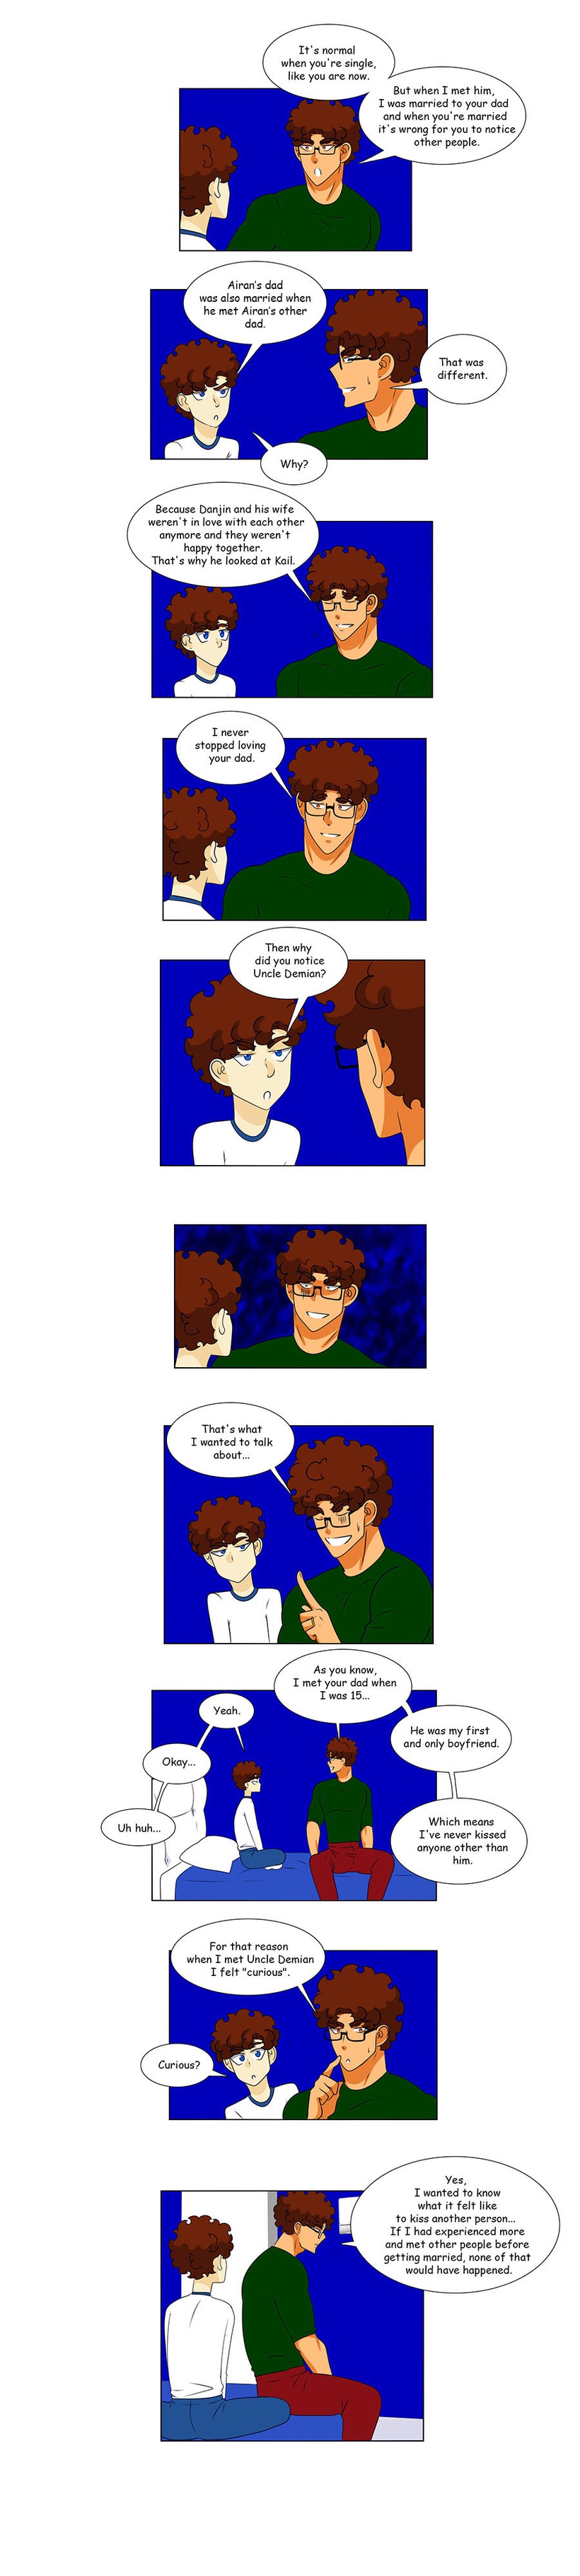 It's normal
when you're single,
like you are now.
But when I met him,
I was married to your dad
and when you're married
it's wrong for you to notice
other people.
Airan's dad
was also married when
he met Airan's other
dad.
That was
different.
Why?
Because Danjin and his wife
weren't in love with each other
anymore and they weren't
happy together.
That's why he looked at Kail.
I never
stopped loving
your dad.
Then why
did you notice
Uncle Demian?
That's what
I wanted to talk
about...
As you know,
I met your dad when
I was 15...
Yeah.
He was my first
and only boyfriend.
Okay...
Which means
I've never kissed
anyone other than
him.
Uh huh...
For that reason
when I met Uncle Demian
I felt "curious".
Curious?
Yes,
I wanted to know
what it felt like
to kiss another person...
If I had experienced more
and met other people before
getting married, none of that
would have happened.